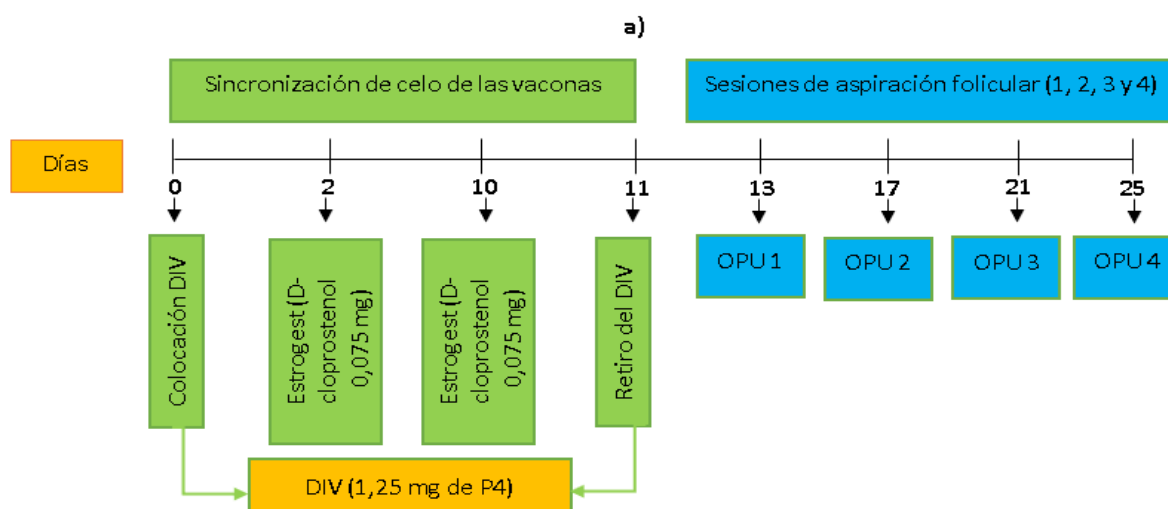 a)
Sincronización de celo de las vaconas
Sesiones de aspiración folicular (1, 2, 3 y 4)
Días
0
2
10
11
13
17
21
25
Colocación DIV
Estrogest (D-
cloprostenol
0,075 mg)
Estrogest (D-
cloprostenol
0,075 mg)
Retiro del DIV
OPU 1
OPU 2
OPU 3
OPU 4
DIV (1,25 mg de P4)